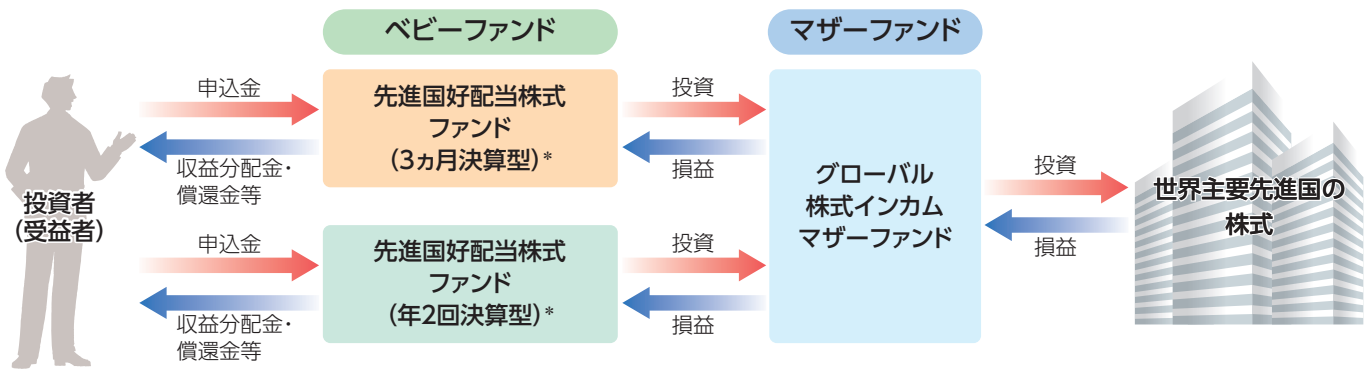 ベビーファンド
マザーファンド
申込金
収益分配金・
償還金等
先進国好配当株式
ファンド
(3ヵ月決算型)*
投資
損益
投資者
(受益者)
申込金
収益分配金・
償還金等
先進国好配当株式
ファンド
(年2回決算型)*
投資
損益
グローバル
株式インカム
マザーファンド
投資
損益
世界主要先進国の
株式